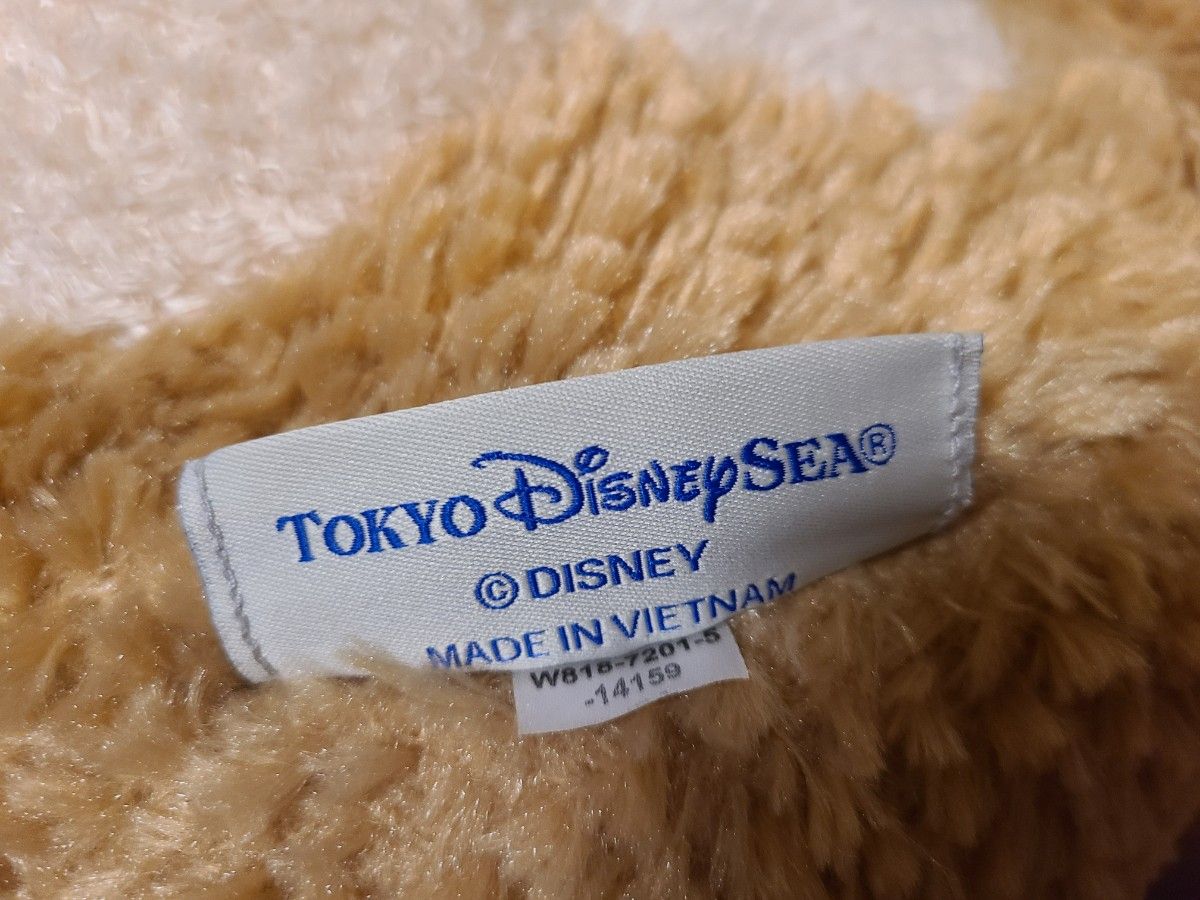 TOKYO DISNEYSEA®
© DISNEY
MADE IN VIETNAM
W818-7201-5
-14159